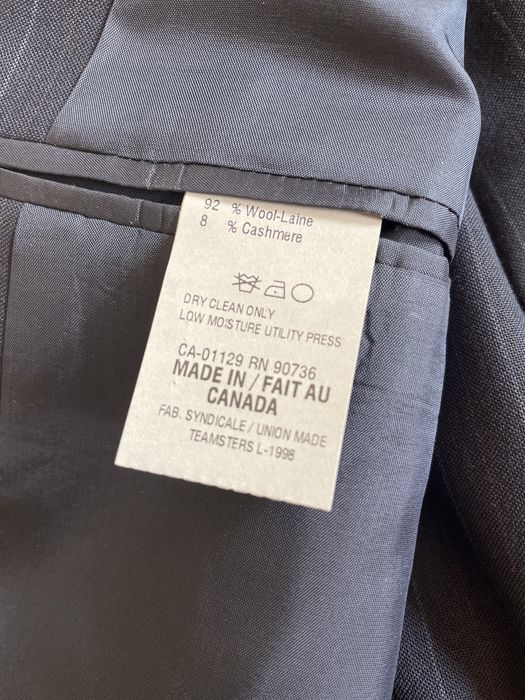 92 % Wool-Laine
8 % Cashmere
DRY CLEAN ONLY
LOW MOISTURE UTILITY PRESS
CA-01129 RN 90736
MADE IN / FAIT AU
CANADA
FAB. SYNDICALE / UNION MADE
TEAMSTERS L-1998